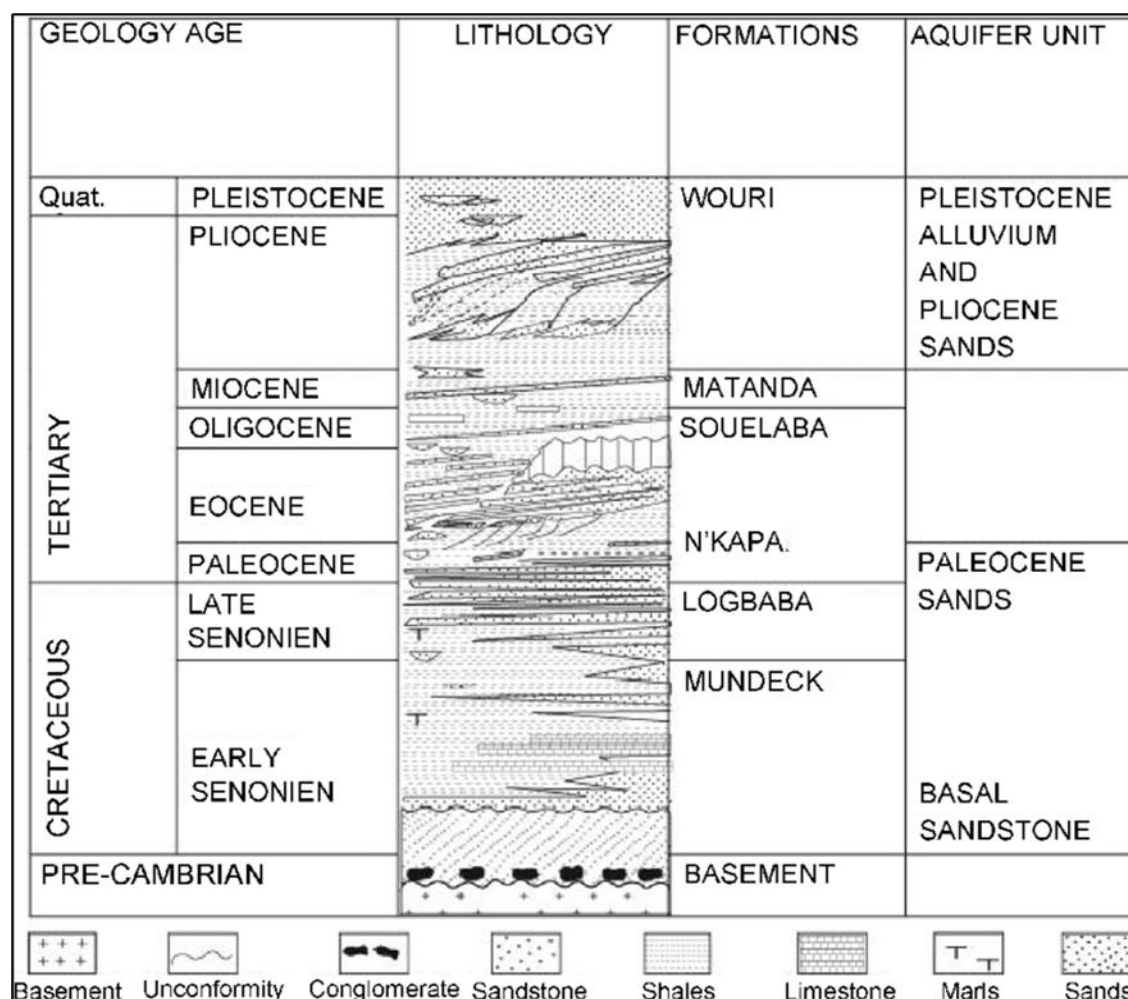 GEOLOGY AGE
LITHOLOGY
FORMATIONS
AQUIFER UNIT
Quat.
PLEISTOCENE
WOURI
PLEISTOCENE
ALLUVIUM
AND
PLIOCENE
SANDS
TERTIARY
PLIOCENE
MIOCENE
MATANDA
OLIGOCENE
SOUELABA
EOCENE
N'KAPA.
PALEOCENE
PALEOCENE
SANDS
CRETACEOUS
LATE
SENONIEN
LOGBABA
MUNDECK
EARLY
SENONIEN
BASAL
SANDSTONE
PRE-CAMBRIAN
BASEMENT
Basement
Unconformity
Conglomerate
Sandstone
Shales
Limestone
Marls
Sands